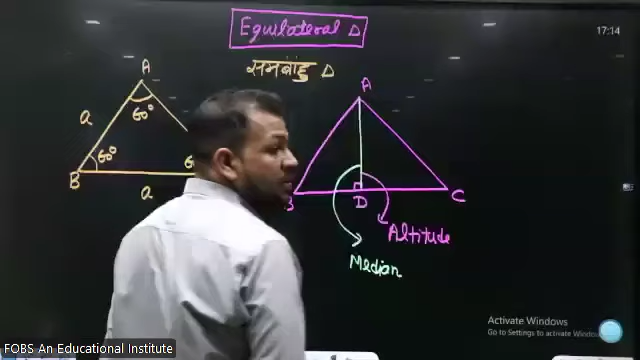 Equilateral Δ
17:14
समबाहु Δ
A
a
60°
60°
B
a
A
D
C
Altitude
Median
Activate Windows
Go to Settings to activate Windows
FOBS An Educational Institute